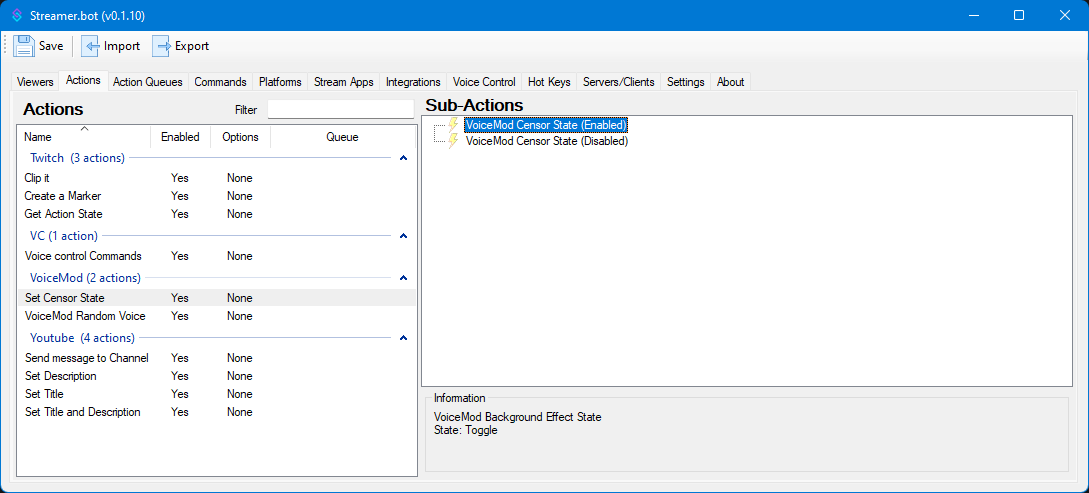 Streamer.bot (v0.1.10)
Save Import Export
Viewers Actions Action Queues Commands Platforms Stream Apps Integrations Voice Control Hot Keys Servers/Clients Settings About
Actions Filter
Name Enabled Options Queue
Twitch (3 actions)
Clip it Yes None
Create a Marker Yes None
Get Action State Yes None
VC (1 action)
Voice control Commands Yes None
VoiceMod (2 actions)
Set Censor State Yes None
VoiceMod Random Voice Yes None
Youtube (4 actions)
Send message to Channel Yes None
Set Description Yes None
Set Title Yes None
Set Title and Description Yes None
Sub-Actions
VoiceMod Censor State (Enabled)
VoiceMod Censor State (Disabled)
Information
VoiceMod Background Effect State
State: Toggle